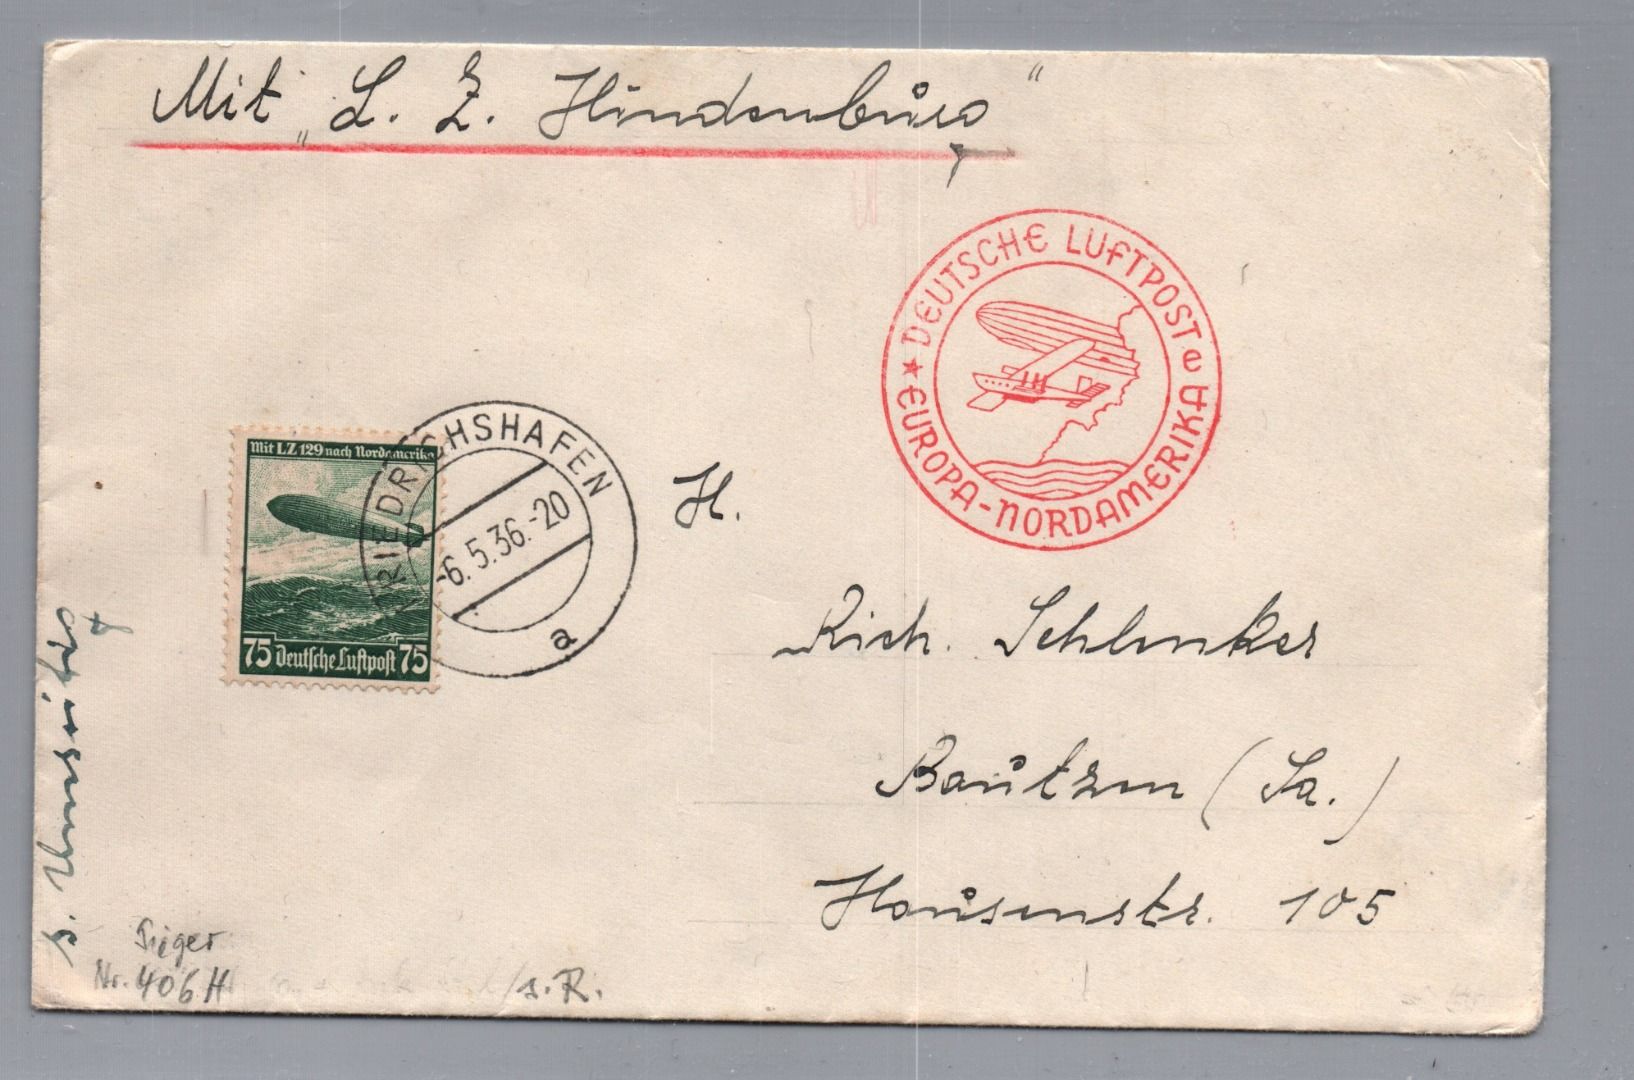 Mit „L. Z. Hindenburg"
DEUTSCHE LUFTPOST
EUROPA-NORDAMERIKA
FRIEDRICHSHAFEN
-6.5.36.-20
a
Mit LZ 129 nach Nordamerika
75 Deutsche Luftpost 75
H.
Rich. Schlenker
Bautzen (Sa.)
105
s.
Sieger
Nr. 406 H
s. R.